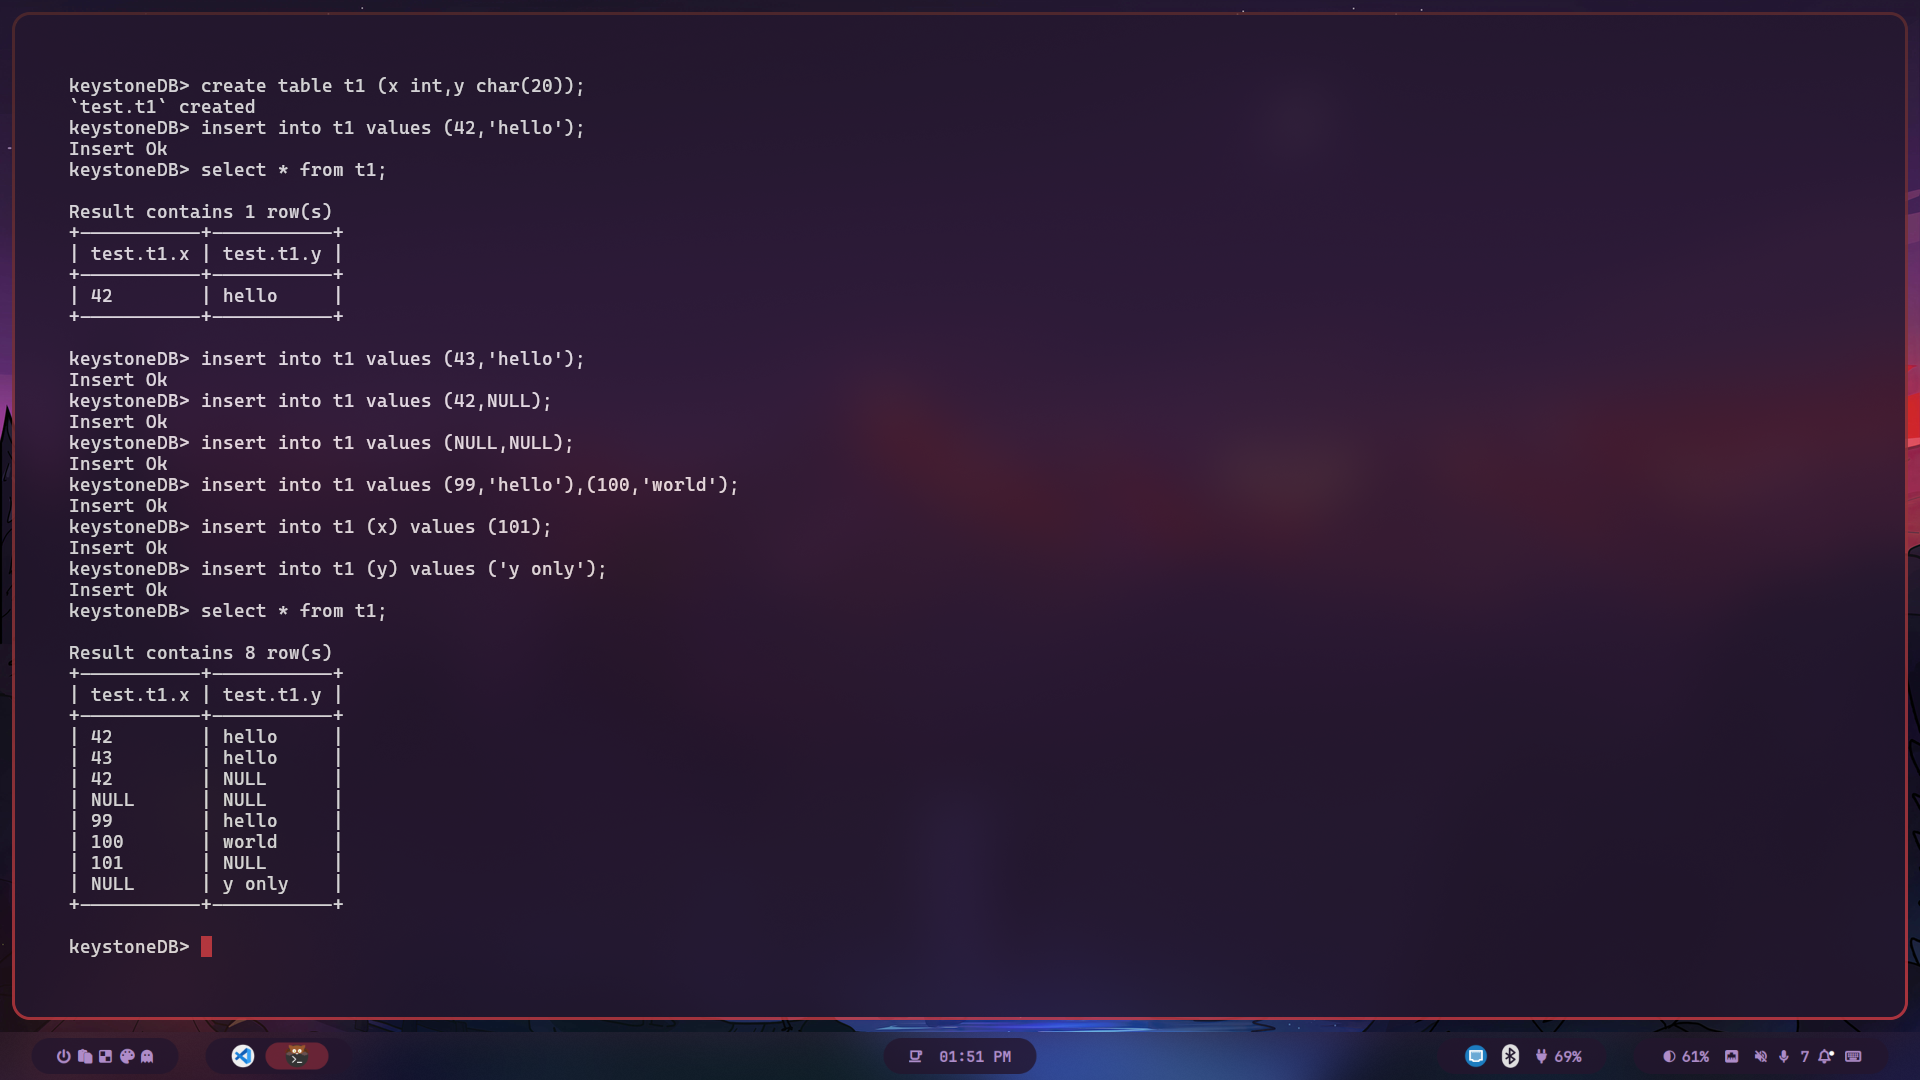 keystoneDB> create table t1 (x int,y char(20));
`test.t1` created
keystoneDB> insert into t1 values (42,'hello');
Insert Ok
keystoneDB> select * from t1;
Result contains 1 row(s)
+-----------+-----------+
| test.t1.x | test.t1.y |
+-----------+-----------+
| 42        | hello     |
+-----------+-----------+
keystoneDB> insert into t1 values (43,'hello');
Insert Ok
keystoneDB> insert into t1 values (42,NULL);
Insert Ok
keystoneDB> insert into t1 values (NULL,NULL);
Insert Ok
keystoneDB> insert into t1 values (99,'hello'),(100,'world');
Insert Ok
keystoneDB> insert into t1 (x) values (101);
Insert Ok
keystoneDB> insert into t1 (y) values ('y only');
Insert Ok
keystoneDB> select * from t1;
Result contains 8 row(s)
+-----------+-----------+
| test.t1.x | test.t1.y |
+-----------+-----------+
| 42        | hello     |
| 43        | hello     |
| 42        | NULL      |
| NULL      | NULL      |
| 99        | hello     |
| 100       | world     |
| 101       | NULL      |
| NULL      | y only    |
+-----------+-----------+
keystoneDB>
01:51 PM 69% 61% 7